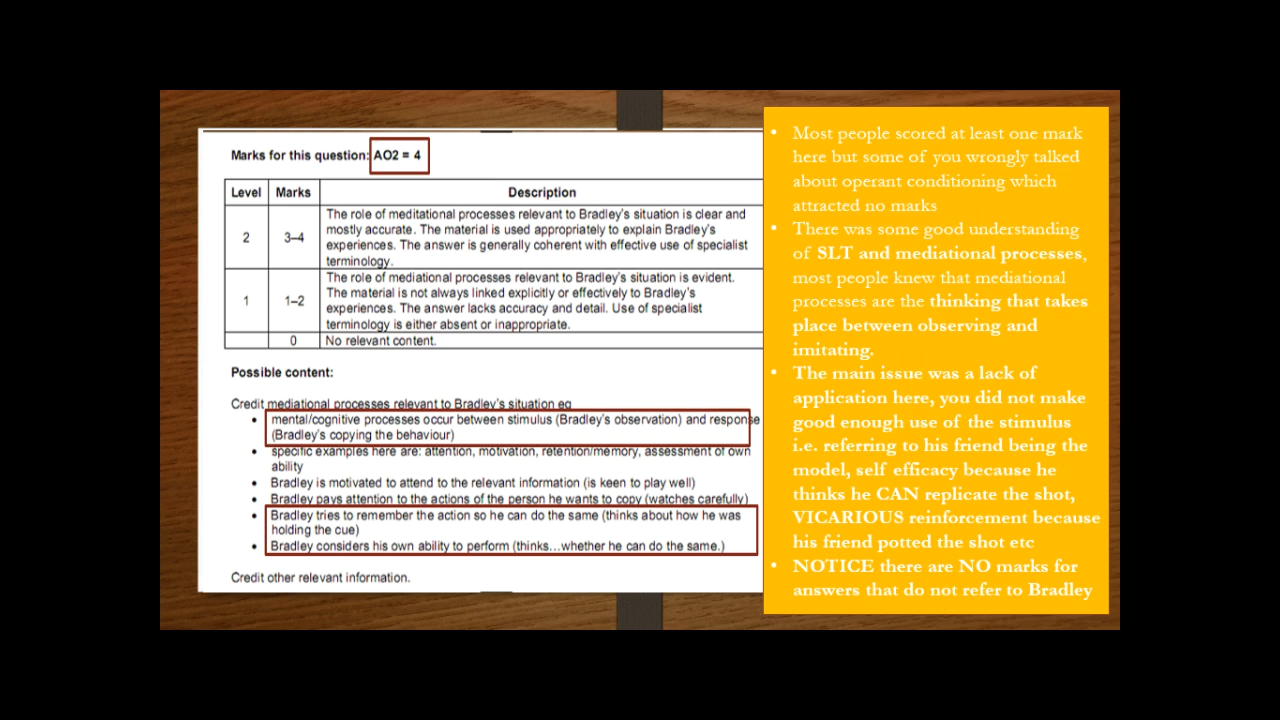 Marks for this question: AO2 = 4
Level Marks Description
2 3–4 The role of meditational processes relevant to Bradley's situation is clear and
mostly accurate. The material is used appropriately to explain Bradley's
experiences. The answer is generally coherent with effective use of specialist
terminology.
1 1–2 The role of mediational processes relevant to Bradley's situation is evident.
The material is not always linked explicitly or effectively to Bradley's
experiences. The answer lacks accuracy and detail. Use of specialist
terminology is either absent or inappropriate.
0 No relevant content.
Possible content:
Credit mediational processes relevant to Bradley's situation eg
• mental/cognitive processes occur between stimulus (Bradley's observation) and response
(Bradley's copying the behaviour)
• specific examples here are: attention, motivation, retention/memory, assessment of own
ability
• Bradley is motivated to attend to the relevant information (is keen to play well)
• Bradley pays attention to the actions of the person he wants to copy (watches carefully)
• Bradley tries to remember the action so he can do the same (thinks about how he was
holding the cue)
• Bradley considers his own ability to perform (thinks…whether he can do the same.)
Credit other relevant information.
• Most people scored at least one mark
here but some of you wrongly talked
about operant conditioning which
attracted no marks
• There was some good understanding
of SLT and mediational processes,
most people knew that mediational
processes are the thinking that takes
place between observing and
imitating.
• The main issue was a lack of
application here, you did not make
good enough use of the stimulus
i.e. referring to his friend being the
model, self efficacy because he
thinks he CAN replicate the shot,
VICARIOUS reinforcement because
his friend potted the shot etc
• NOTICE there are NO marks for
answers that do not refer to Bradley